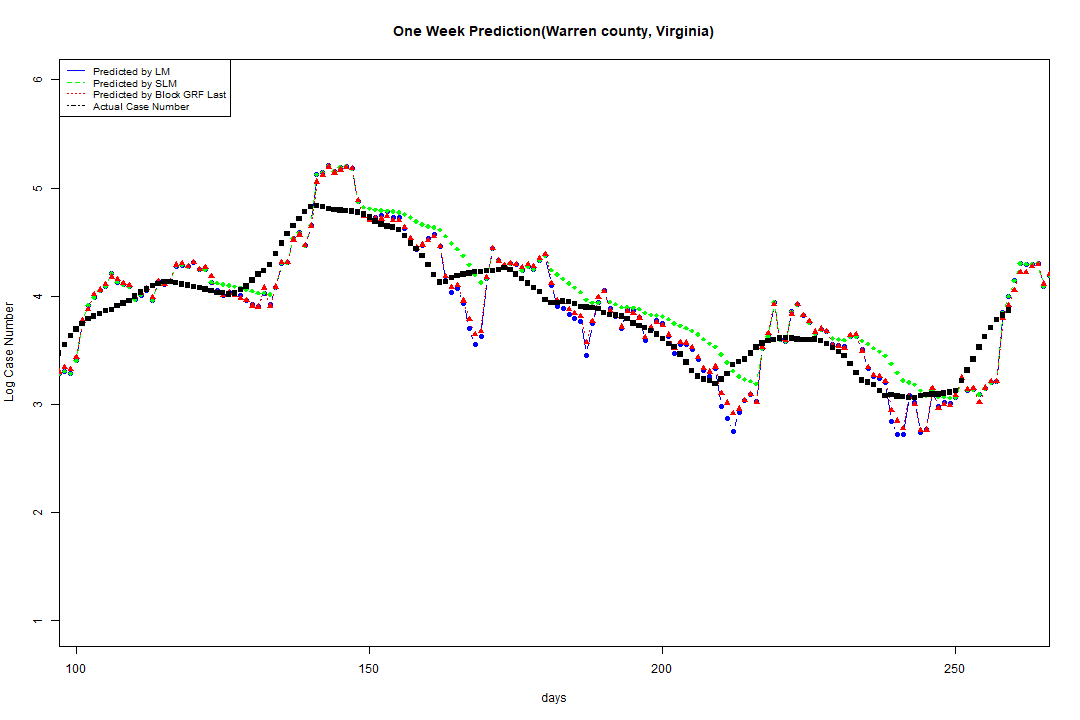 One Week Prediction(Warren county, Virginia)
Predicted by LM
Predicted by SLM
Predicted by Block GRF Last
Actual Case Number
6
5
4
3
2
1
Log Case Number
100 150 200 250
days